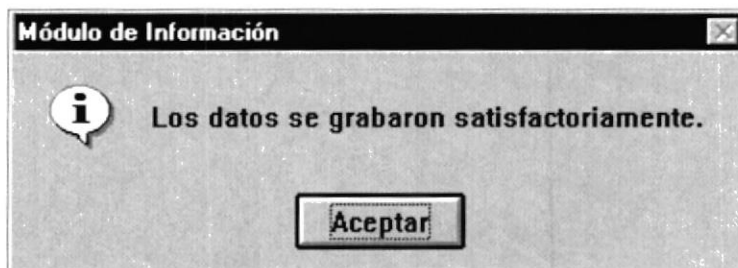 Módulo de Información
Los datos se grabaron satisfactoriamente.
Aceptar